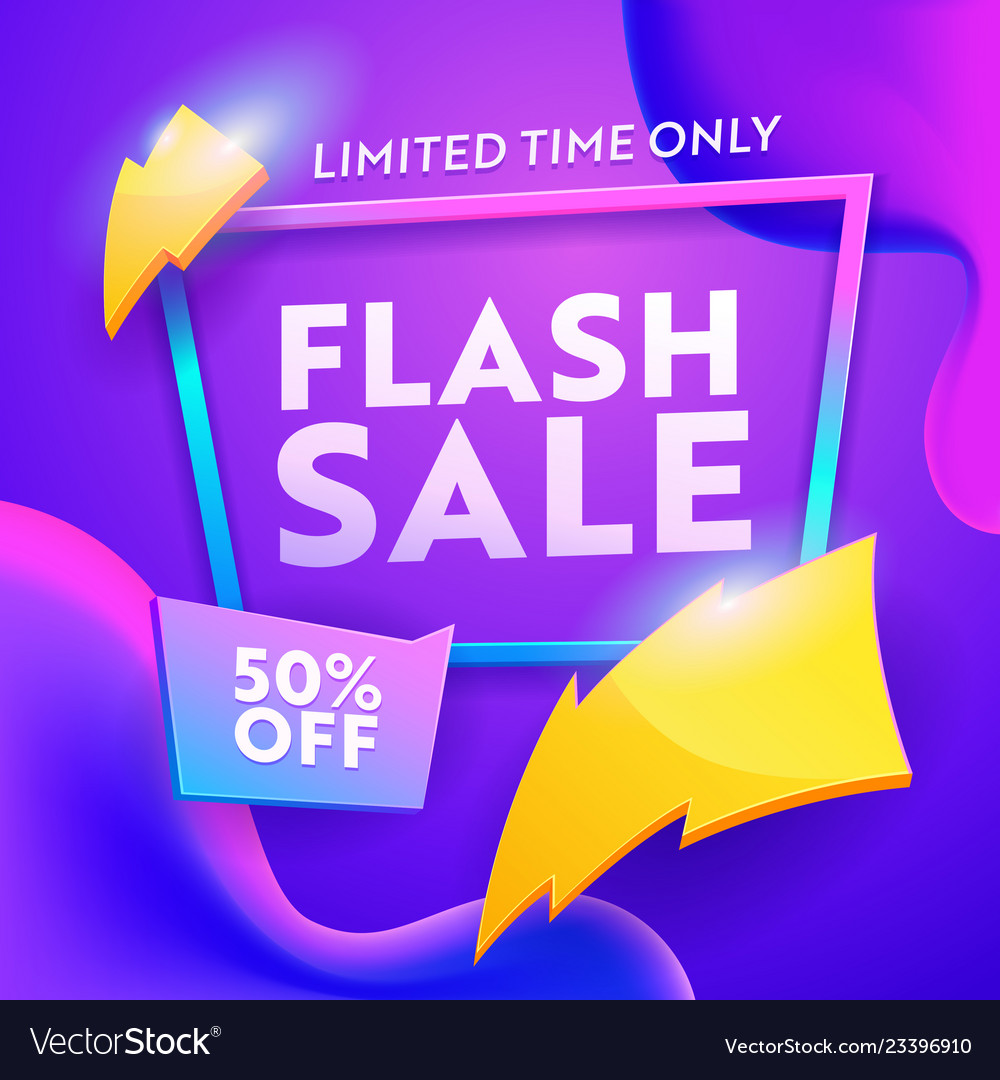 LIMITED TIME ONLY
FLASH
SALE
50%
OFF
VectorStock®
VectorStock.com/23396910